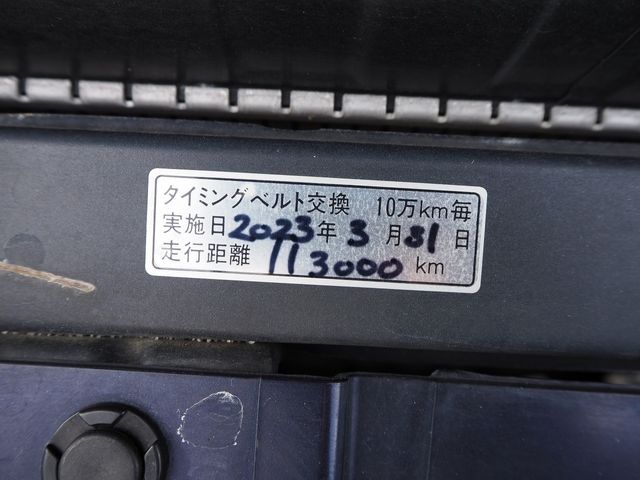 タイミングベルト交換 10万km毎
実施日2023年3月31日
走行距離 113000 km